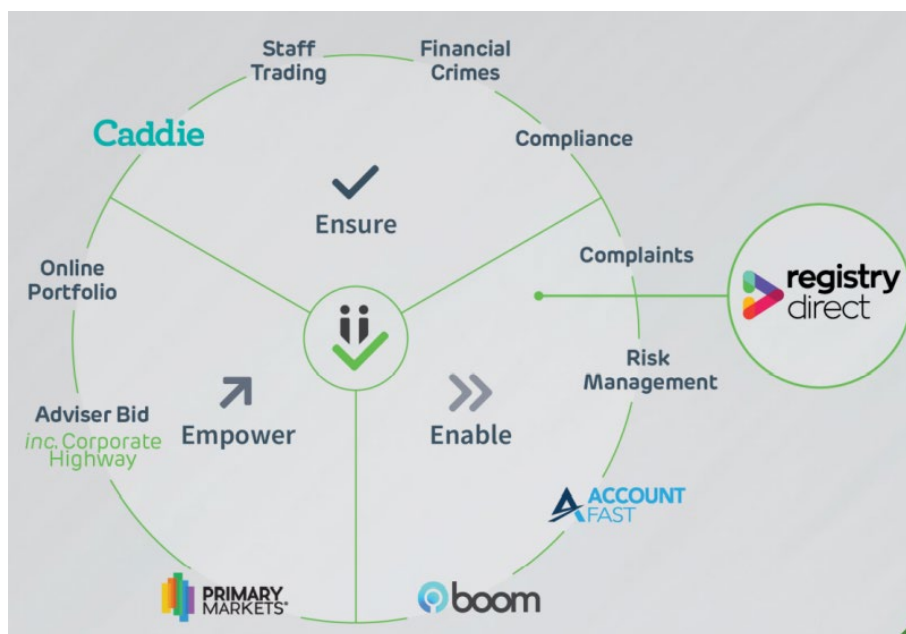 Staff
Trading
Financial
Crimes
Caddie
Compliance
Ensure
Online
Portfolio
Complaints
registry
direct
Risk
Management
Adviser Bid
inc. Corporate
Highway
Empower
Enable
ACCOUNT
FAST
PRIMARY
MARKETS®
boom